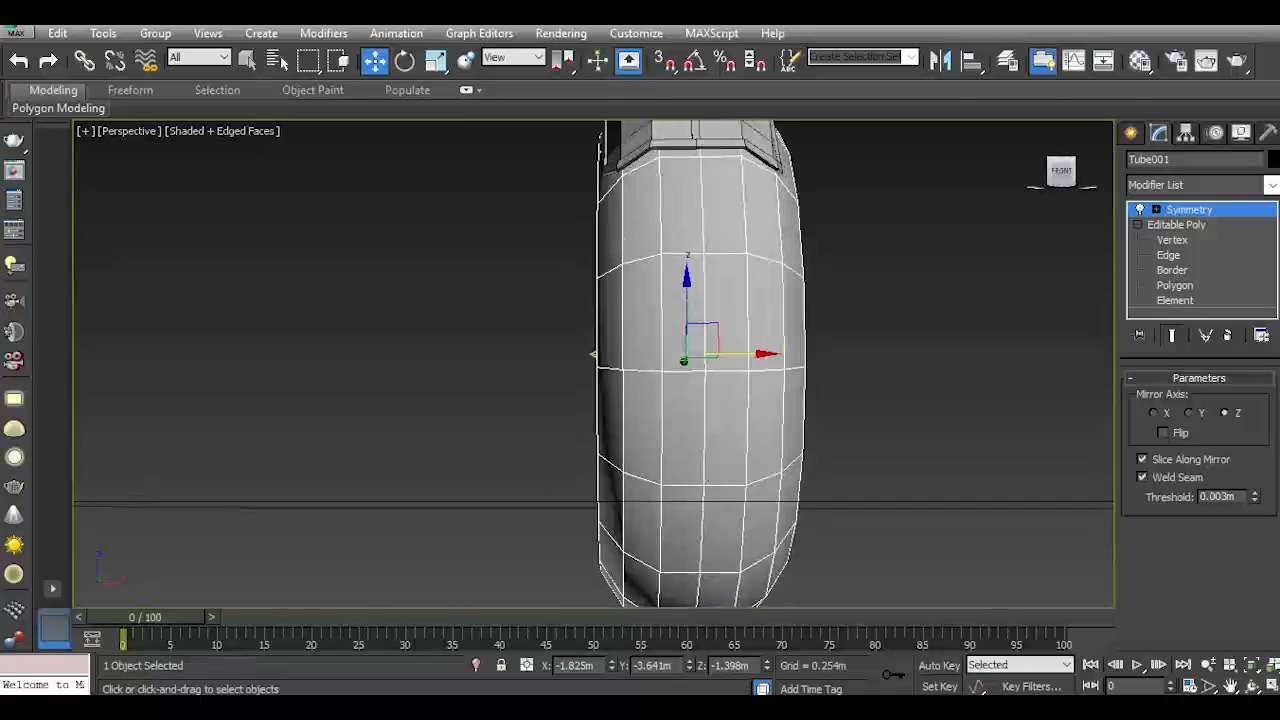 MAX Edit Tools Group Views Create Modifiers Animation Graph Editors Rendering Customize MAXScript Help
All View Create Selection Set
Modeling Freeform Selection Object Paint Populate
Polygon Modeling
[+] [Perspective] [Shaded + Edged Faces]
FRONT
z
Tube001
Modifier List
Symmetry
Editable Poly
Vertex
Edge
Border
Polygon
Element
Parameters
Mirror Axis:
X Y Z
Flip
Slice Along Mirror
Weld Seam
Threshold: 0.003m
< 0 / 100 >
0 5 10 15 20 25 30 35 40 45 50 55 60 65 70 75 80 85 90 95 100
1 Object Selected X: -1.825m Y: -3.641m Z: -1.398m Grid = 0.254m Auto Key Selected
Welcome to Click or click-and-drag to select objects Add Time Tag Set Key Key Filters... 0